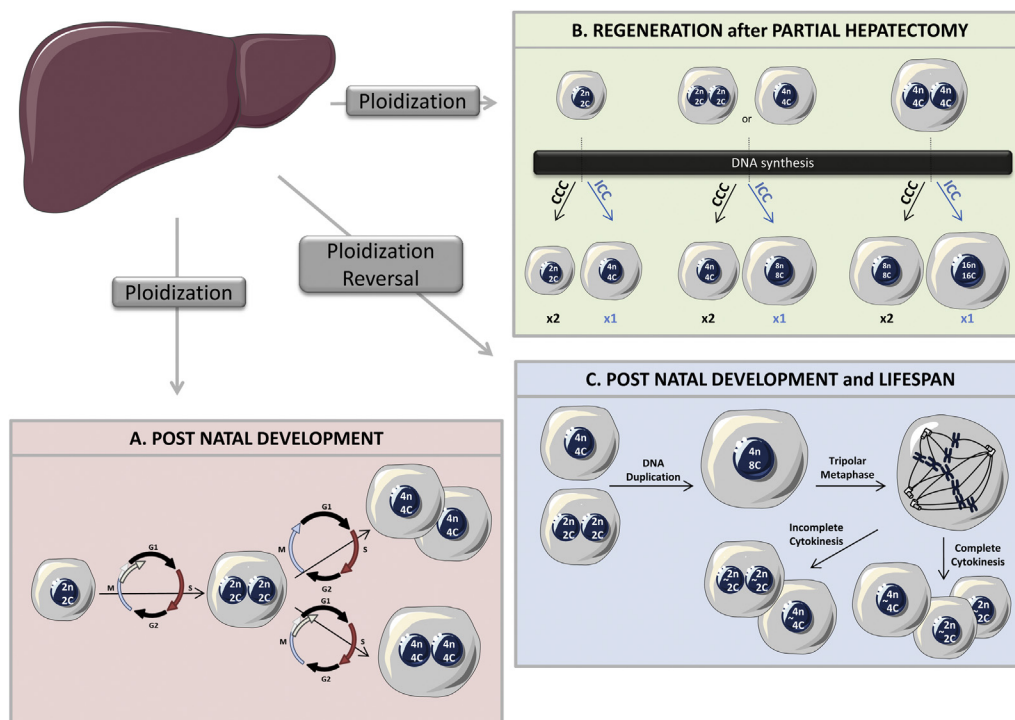 Ploidization
Ploidization
Reversal
Ploidization
A. POST NATAL DEVELOPMENT
2n
2C
G1
M
S
G2
2n 2n
2C 2C
G1
M
S
G2
4n
4C
4n
4C
G1
M
S
G2
4n 4n
4C 4C
B. REGENERATION after PARTIAL HEPATECTOMY
2n
2C
2n 2n
2C 2C
or
4n
4C
4n 4n
4C 4C
DNA synthesis
CCC ICC
CCC ICC
CCC ICC
2n
2C
4n
4C
4n
4C
8n
8C
8n
8C
16n
16C
x2 x1
x2 x1
x2 x1
C. POST NATAL DEVELOPMENT and LIFESPAN
4n
4C
2n 2n
2C 2C
DNA
Duplication
4n
8C
Tripolar
Metaphase
Incomplete
Cytokinesis
Complete
Cytokinesis
2n 2n
~ ~
2C 2C
4n
~
4C
4n
~
4C
2n
~
2C
2n
~
2C